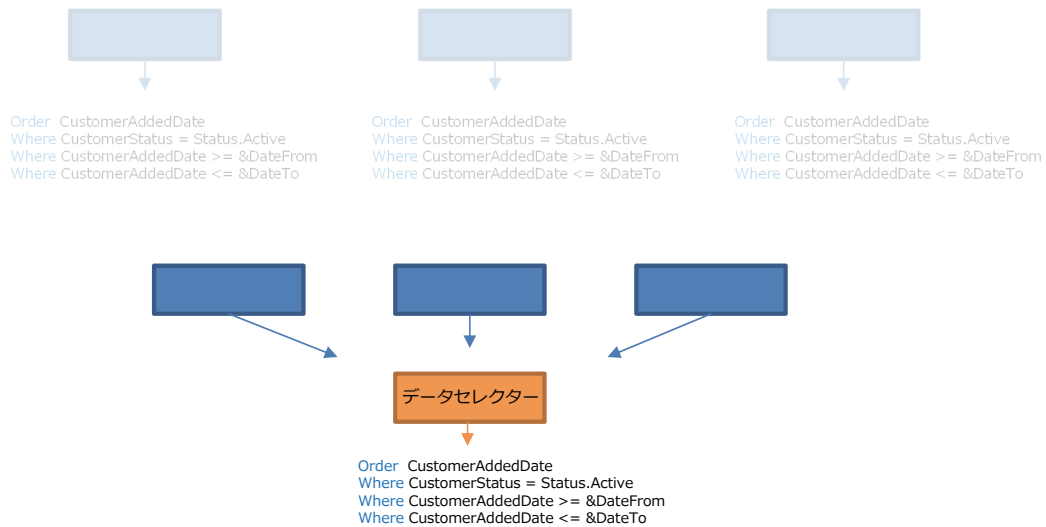 Order CustomerAddedDate
Where CustomerStatus = Status.Active
Where CustomerAddedDate >= &DateFrom
Where CustomerAddedDate <= &DateTo
Order CustomerAddedDate
Where CustomerStatus = Status.Active
Where CustomerAddedDate >= &DateFrom
Where CustomerAddedDate <= &DateTo
Order CustomerAddedDate
Where CustomerStatus = Status.Active
Where CustomerAddedDate >= &DateFrom
Where CustomerAddedDate <= &DateTo
データセレクター
Order CustomerAddedDate
Where CustomerStatus = Status.Active
Where CustomerAddedDate >= &DateFrom
Where CustomerAddedDate <= &DateTo